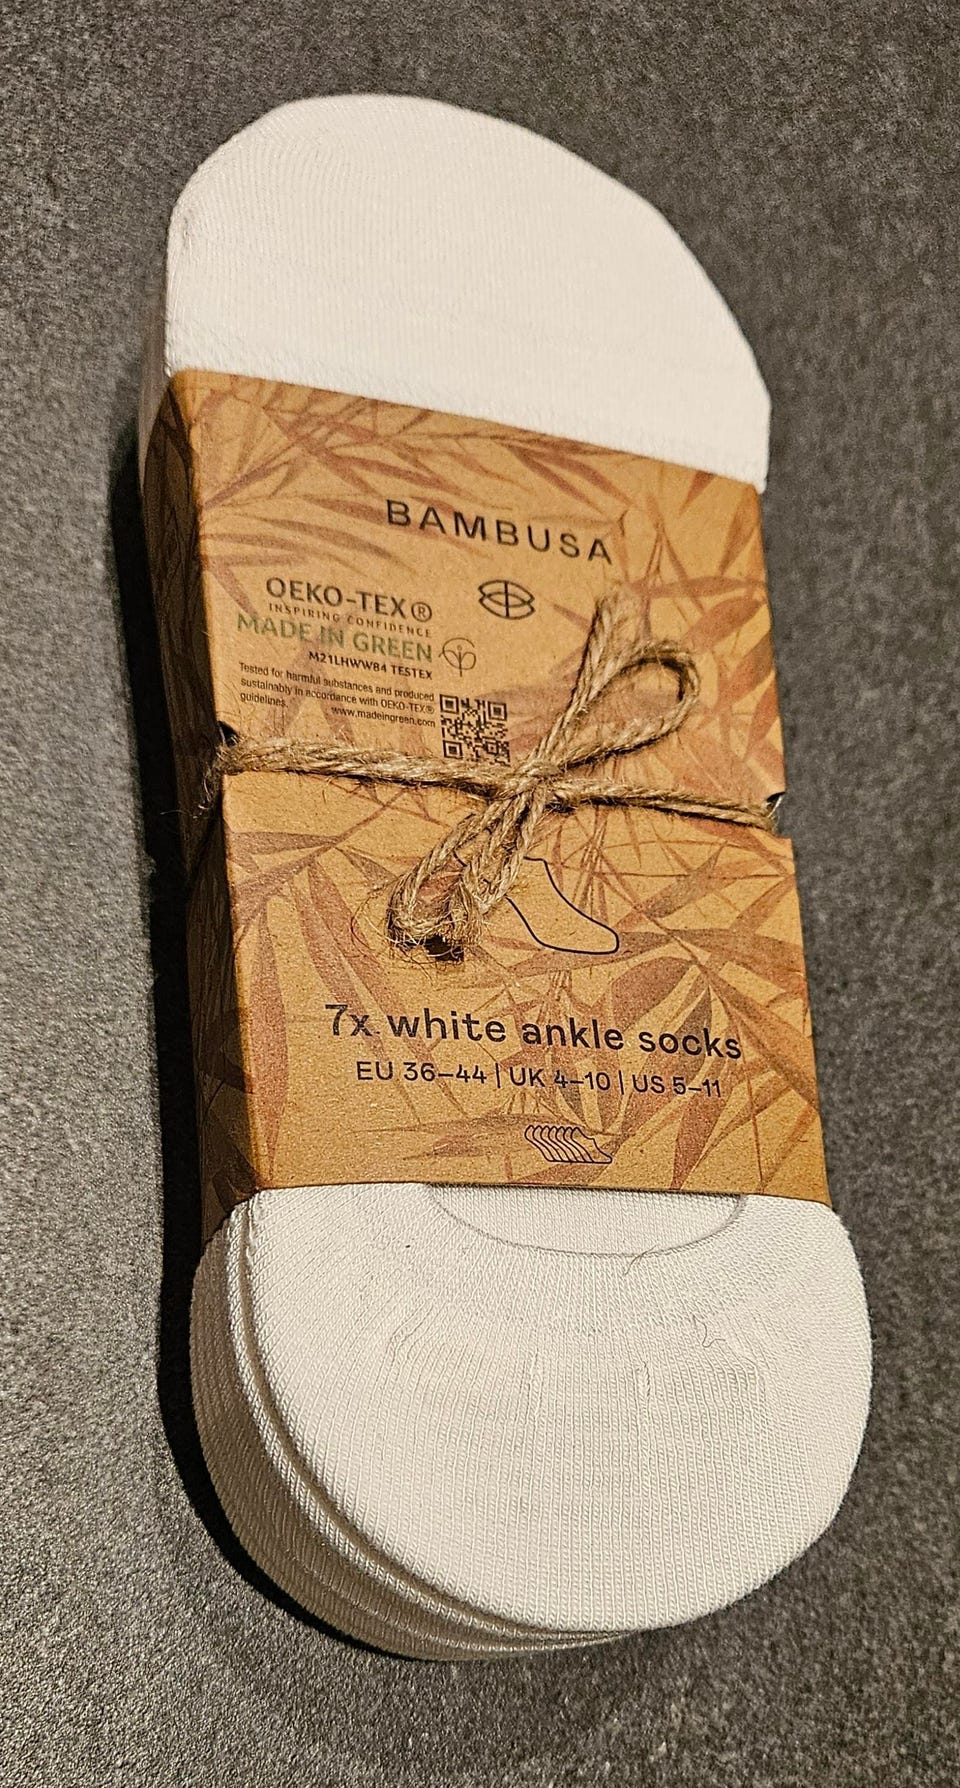 BAMBUSA
OEKO-TEX®
INSPIRING CONFIDENCE
MADE IN GREEN
M21LHWW84 TESTEX
Tested for harmful substances and produced
sustainably in accordance with OEKO-TEX®
guidelines.
www.madeingreen.com
7x white ankle socks
EU 36–44 | UK 4–10 | US 5–11